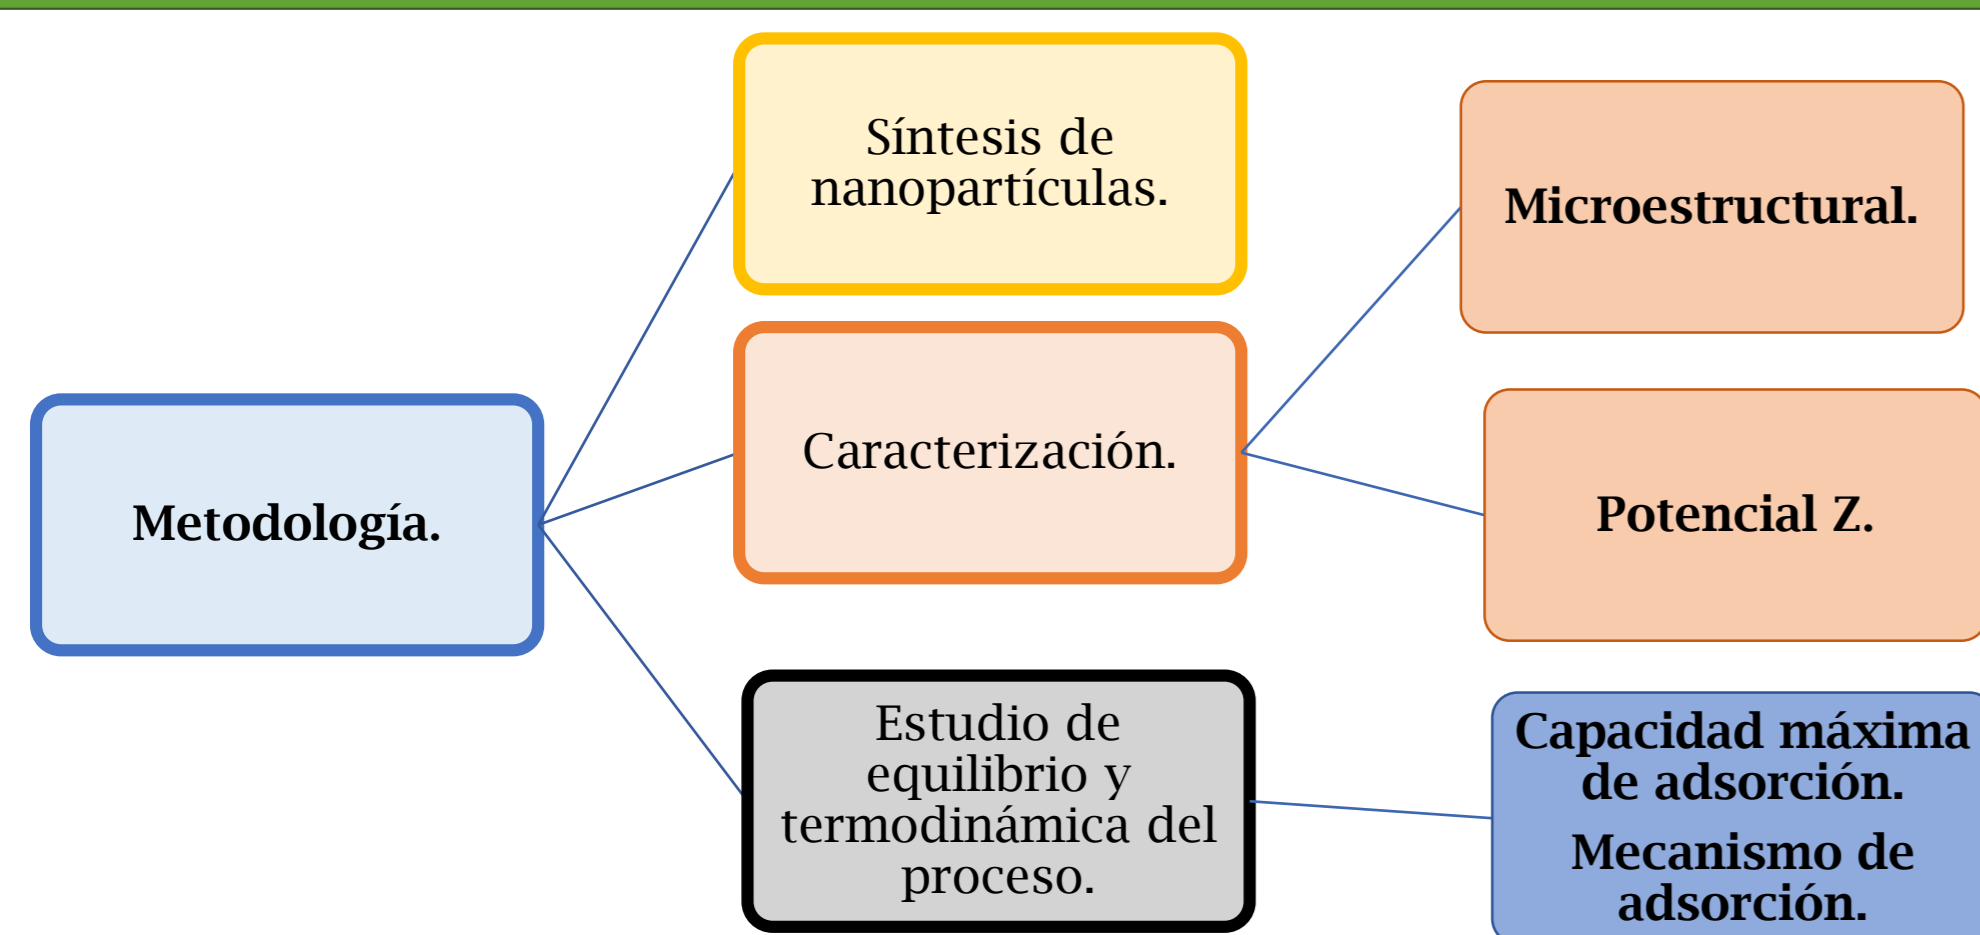 Metodología.
Síntesis de
nanopartículas.
Caracterización.
Estudio de
equilibrio y
termodinámica del
proceso.
Microestructural.
Potencial Z.
Capacidad máxima
de adsorción.
Mecanismo de
adsorción.